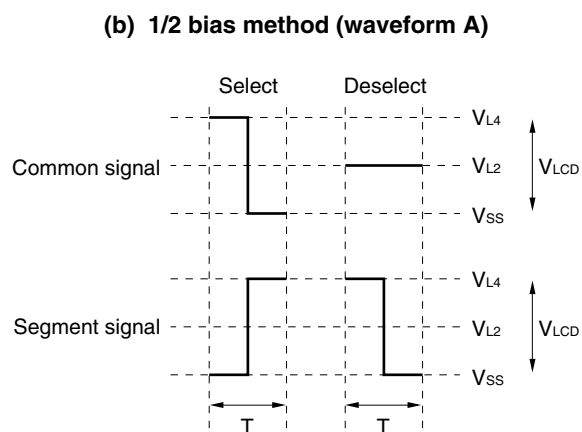 (b) 1/2 bias method (waveform A)
Select Deselect
VL4
Common signal VL2 VLCD
VSS
VL4
Segment signal VL2 VLCD
VSS
T T